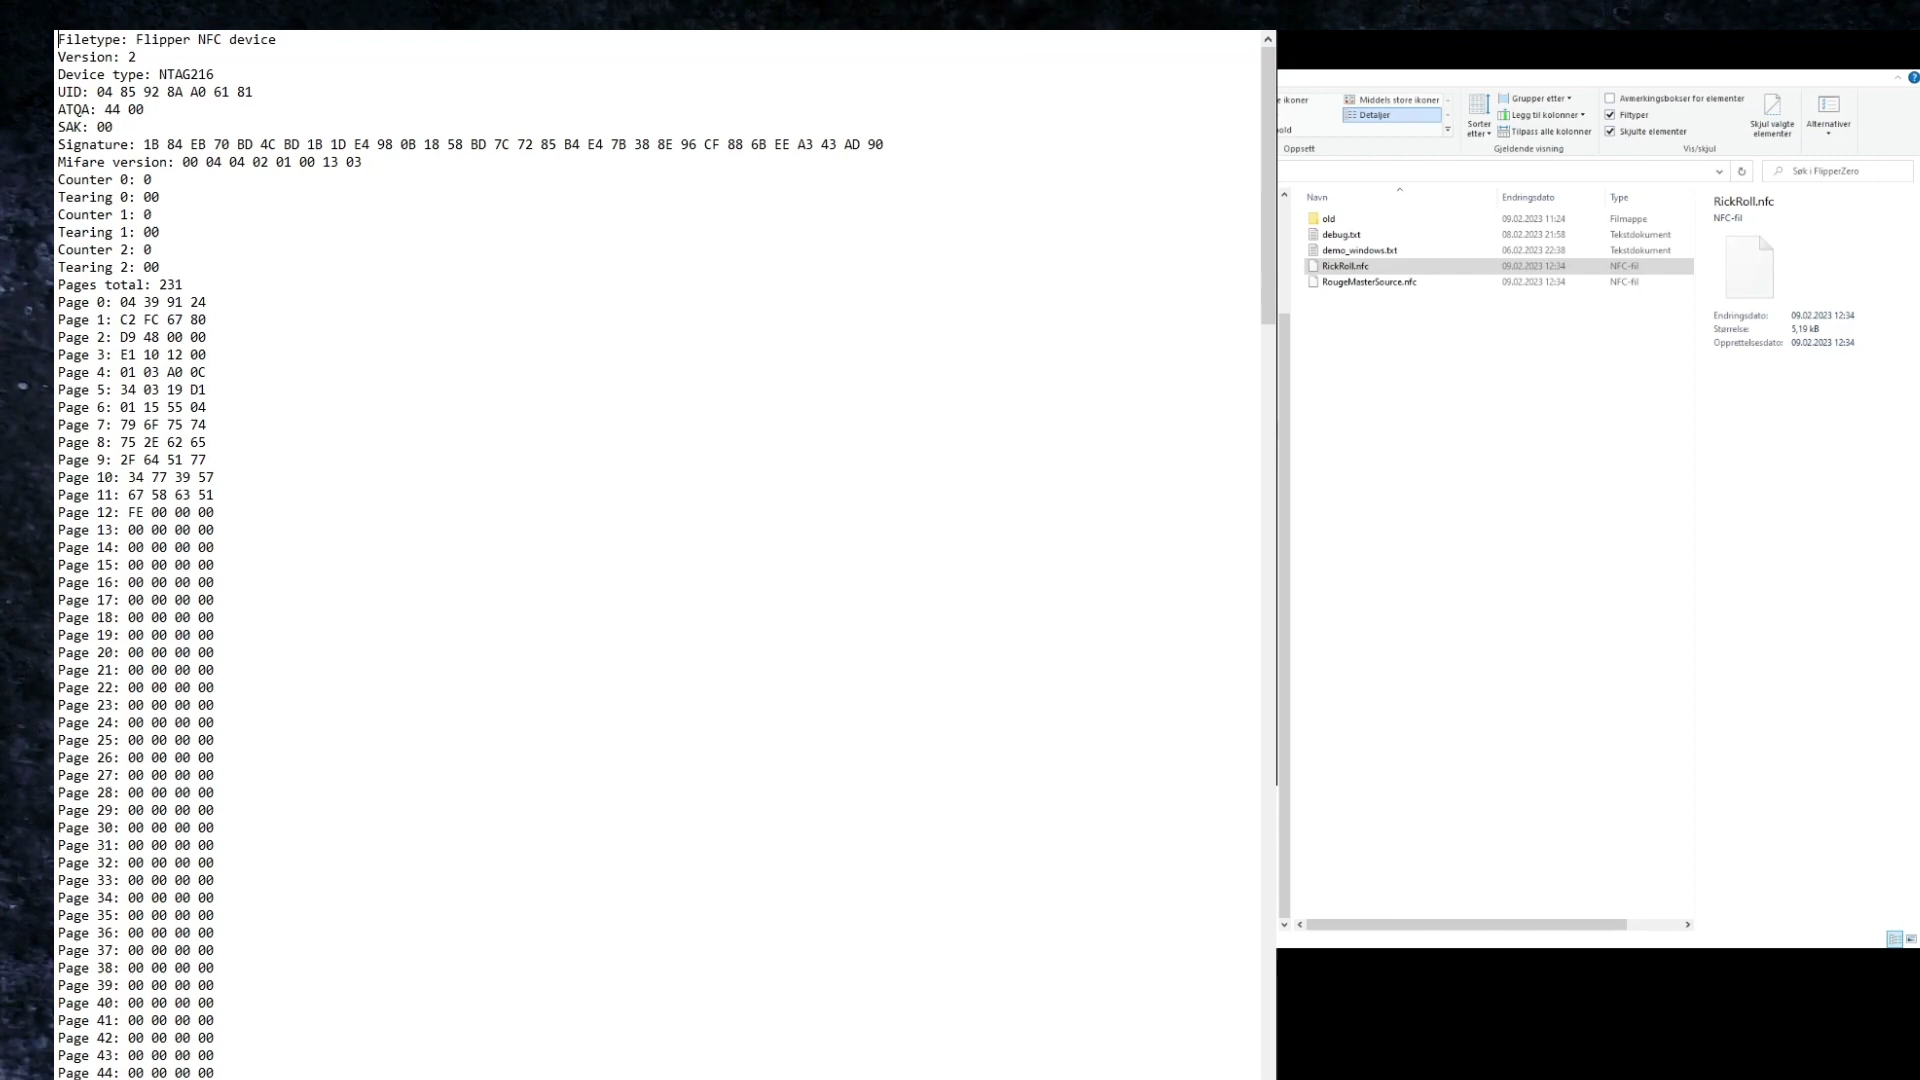 Filetype: Flipper NFC device
Version: 2
Device type: NTAG216
UID: 04 85 92 8A A0 61 81
ATQA: 44 00
SAK: 00
Signature: 1B 84 EB 70 BD 4C BD 1B 1D E4 98 0B 18 58 BD 7C 72 85 B4 E4 7B 38 8E 96 CF 88 6B EE A3 43 AD 90
Mifare version: 00 04 04 02 01 00 13 03
Counter 0: 0
Tearing 0: 00
Counter 1: 0
Tearing 1: 00
Counter 2: 0
Tearing 2: 00
Pages total: 231
Page 0: 04 39 91 24
Page 1: C2 FC 67 80
Page 2: D9 48 00 00
Page 3: E1 10 12 00
Page 4: 01 03 A0 0C
Page 5: 34 03 19 D1
Page 6: 01 15 55 04
Page 7: 79 6F 75 74
Page 8: 75 2E 62 65
Page 9: 2F 64 51 77
Page 10: 34 77 39 57
Page 11: 67 58 63 51
Page 12: FE 00 00 00
Page 13: 00 00 00 00
Page 14: 00 00 00 00
Page 15: 00 00 00 00
Page 16: 00 00 00 00
Page 17: 00 00 00 00
Page 18: 00 00 00 00
Page 19: 00 00 00 00
Page 20: 00 00 00 00
Page 21: 00 00 00 00
Page 22: 00 00 00 00
Page 23: 00 00 00 00
Page 24: 00 00 00 00
Page 25: 00 00 00 00
Page 26: 00 00 00 00
Page 27: 00 00 00 00
Page 28: 00 00 00 00
Page 29: 00 00 00 00
Page 30: 00 00 00 00
Page 31: 00 00 00 00
Page 32: 00 00 00 00
Page 33: 00 00 00 00
Page 34: 00 00 00 00
Page 35: 00 00 00 00
Page 36: 00 00 00 00
Page 37: 00 00 00 00
Page 38: 00 00 00 00
Page 39: 00 00 00 00
Page 40: 00 00 00 00
Page 41: 00 00 00 00
Page 42: 00 00 00 00
Page 43: 00 00 00 00
Page 44: 00 00 00 00
e ikoner Middels store ikoner
Detaljer
old
Oppsett
Sorter etter
Grupper etter
Legg til kolonner
Tilpass alle kolonner
Gjeldende visning
Avmerkingsbokser for elementer
Filtyper
Skjulte elementer
Skjul valgte elementer
Vis/skjul
Alternativer
Søk i FlipperZero
Navn Endringsdato Type
old 09.02.2023 11:24 Filmappe
debug.txt 08.02.2023 21:58 Tekstdokument
demo_windows.txt 06.02.2023 22:38 Tekstdokument
RickRoll.nfc 09.02.2023 12:34 NFC-fil
RougeMasterSource.nfc 09.02.2023 12:34 NFC-fil
RickRoll.nfc
NFC-fil
Endringsdato: 09.02.2023 12:34
Størrelse: 5,19 kB
Opprettelsesdato: 09.02.2023 12:34